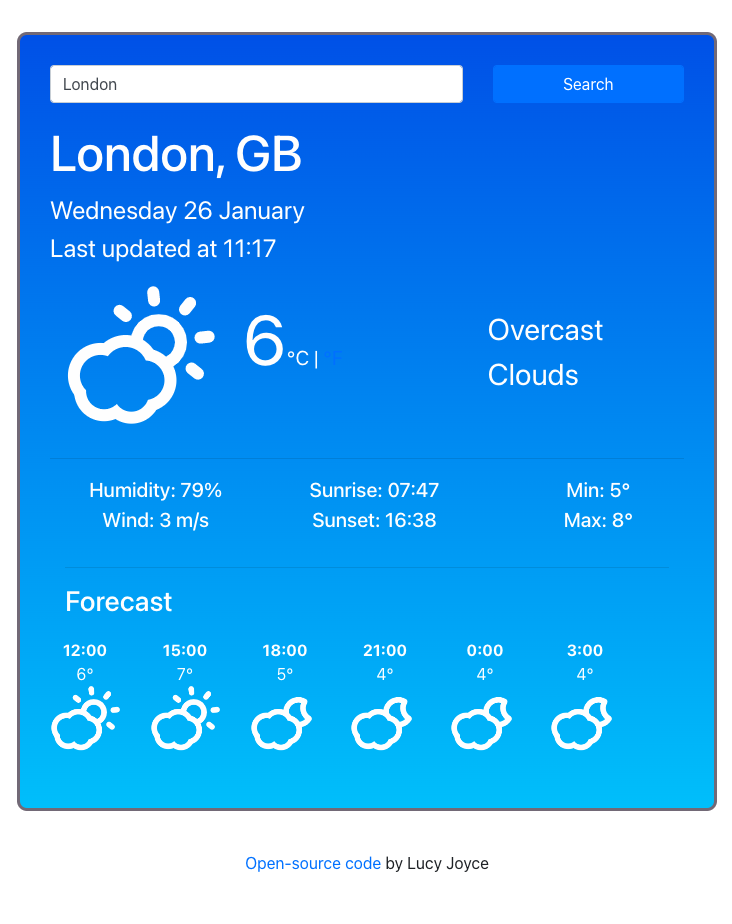 London
Search
London, GB
Wednesday 26 January
Last updated at 11:17
6 °C | °F
Overcast
Clouds
Humidity: 79%
Wind: 3 m/s
Sunrise: 07:47
Sunset: 16:38
Min: 5°
Max: 8°
Forecast
12:00 15:00 18:00 21:00 0:00 3:00
6° 7° 5° 4° 4° 4°
Open-source code by Lucy Joyce